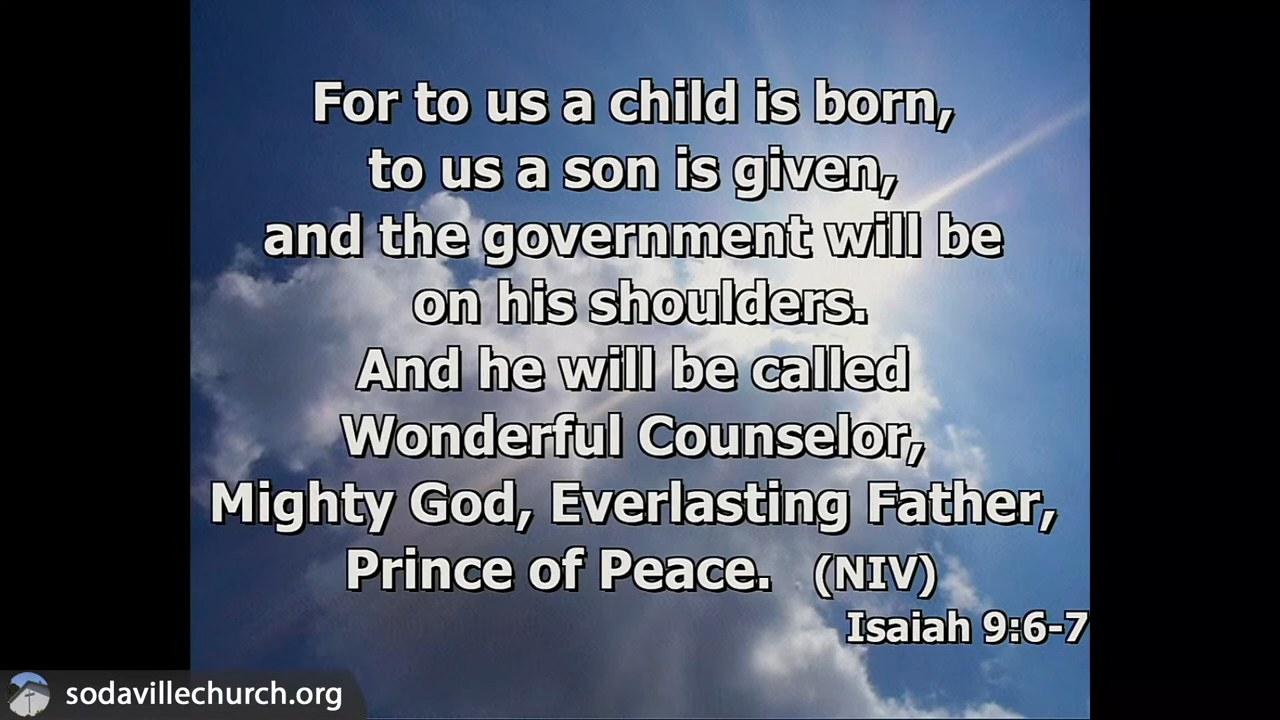 For to us a child is born,
to us a son is given,
and the government will be
on his shoulders.
And he will be called
Wonderful Counselor,
Mighty God, Everlasting Father,
Prince of Peace. (NIV)
Isaiah 9:6-7
sodavillechurch.org